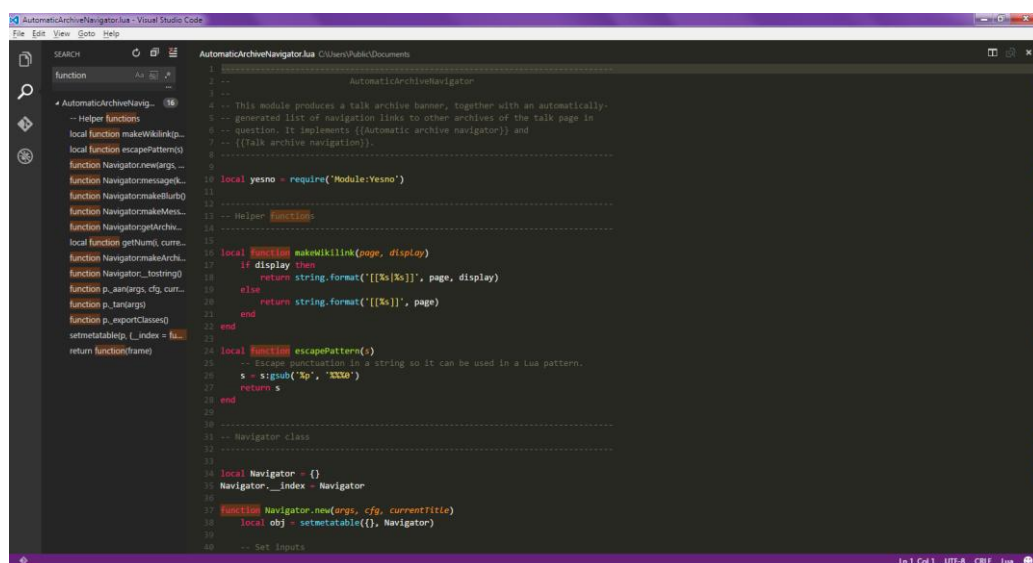 AutomaticArchiveNavigator.lua - Visual Studio Code
File Edit View Goto Help
SEARCH
function
AutomaticArchiveNavig... 16
-- Helper functions
local function makeWikilink(p...
local function escapePattern(s)
function Navigator.new(args, ...
function Navigator:message(k...
function Navigator:makeBlurb()
function Navigator:makeMess...
function Navigator:getArchiv...
local function getNum(i, curre...
function Navigator:makeArchi...
function Navigator:__tostring()
function p._aan(args, cfg, curr...
function p._tan(args)
function p._exportClasses()
setmetatable(p, {__index = fu...
return function(frame)
AutomaticArchiveNavigator.lua C:\Users\Public\Documents
1 -------------------------------------------------------------------------------
2 -- AutomaticArchiveNavigator
3 --
4 -- This module produces a talk archive banner, together with an automatically-
5 -- generated list of navigation links to other archives of the talk page in
6 -- question. It implements {{Automatic archive navigator}} and
7 -- {{Talk archive navigation}}.
8 -------------------------------------------------------------------------------
9
10 local yesno = require('Module:Yesno')
11
12 -------------------------------------------------------------------------------
13 -- Helper functions
14 -------------------------------------------------------------------------------
15
16 local function makeWikilink(page, display)
17 if display then
18 return string.format('[[%s|%s]]', page, display)
19 else
20 return string.format('[[%s]]', page)
21 end
22 end
23
24 local function escapePattern(s)
25 -- Escape punctuation in a string so it can be used in a Lua pattern.
26 s = s:gsub('%p', '%%%0')
27 return s
28 end
29
30 -------------------------------------------------------------------------------
31 -- Navigator class
32 -------------------------------------------------------------------------------
33
34 local Navigator = {}
35 Navigator.__index = Navigator
36
37 function Navigator.new(args, cfg, currentTitle)
38 local obj = setmetatable({}, Navigator)
39
40 -- Set inputs
Ln 1, Col 1 UTF-8 CRLF Lua